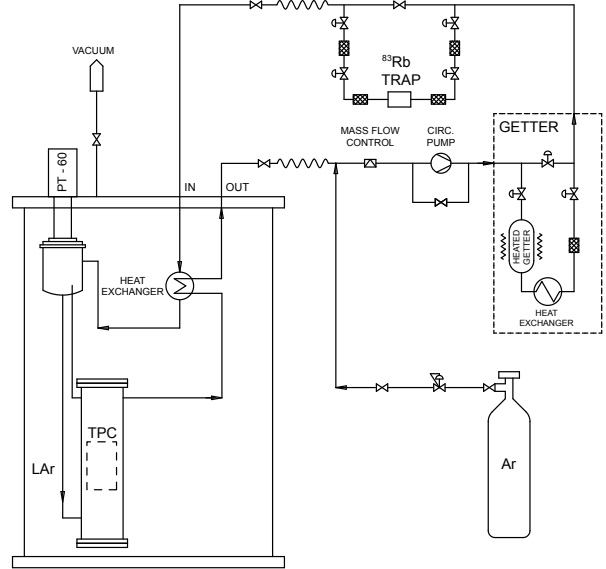 VACUUM
⁸³Rb
TRAP
MASS FLOW
CONTROL
CIRC.
PUMP
GETTER
PT - 60
IN
OUT
HEATED
GETTER
HEAT
EXCHANGER
HEAT
EXCHANGER
TPC
LAr
Ar